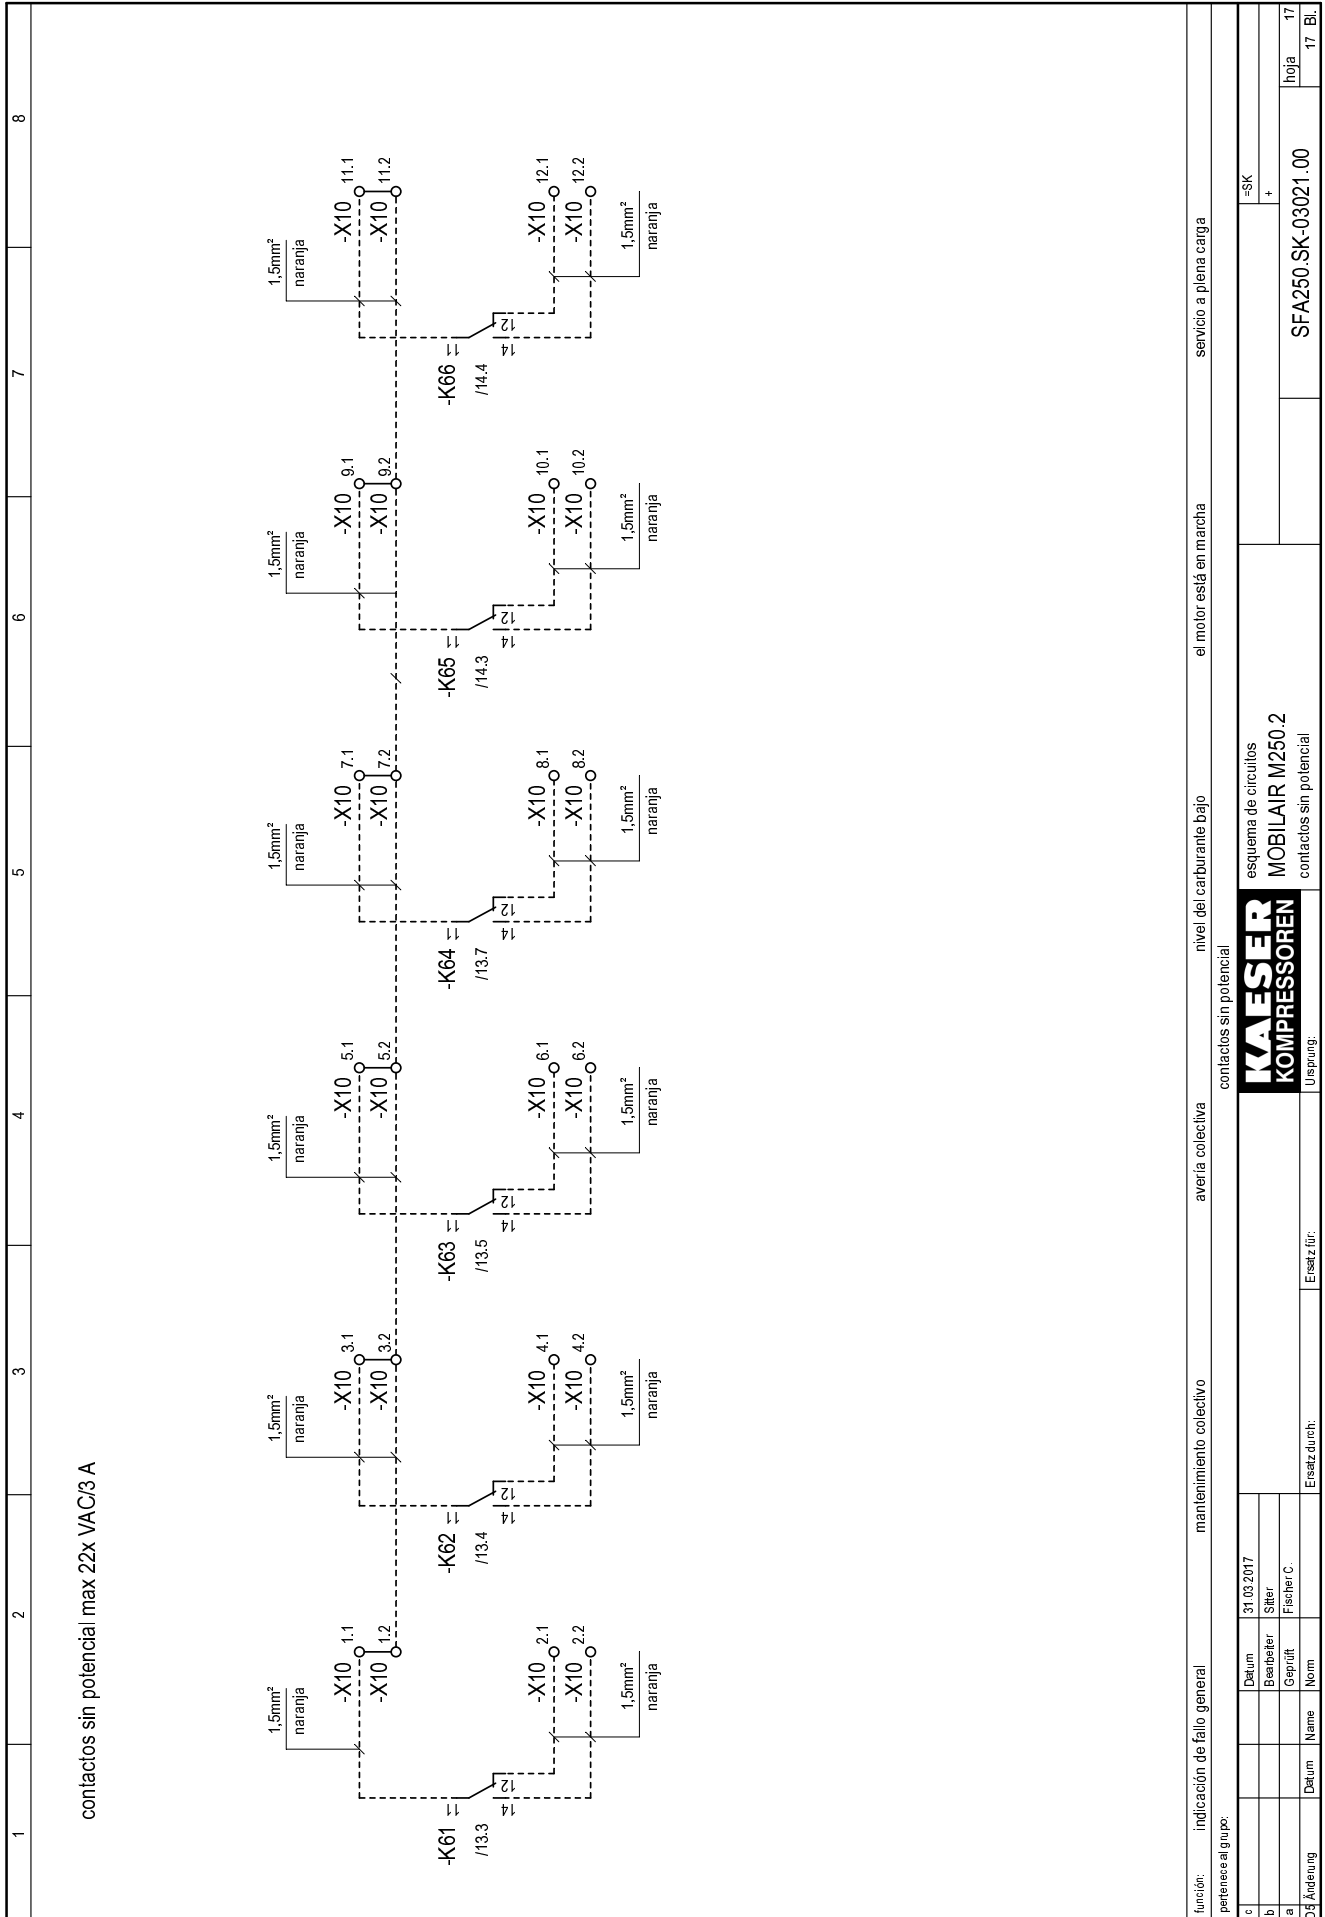 1 2 3 4 5 6 7 8
contactos sin potencial max 22x VAC/3 A
1,5mm² 1,5mm² 1,5mm² 1,5mm² 1,5mm² 1,5mm²
naranja naranja naranja naranja naranja naranja
-X10 1.1 -X10 3.1 -X10 5.1 -X10 7.1 -X10 9.1 -X10 11.1
-X10 1.2 -X10 3.2 -X10 5.2 -X10 7.2 -X10 9.2 -X10 11.2
-K61 11 -K62 11 -K63 11 -K64 11 -K65 11 -K66 11
/13.3 /13.4 /13.5 /13.7 /14.3 /14.4
14 12 14 12 14 12 14 12 14 12 14 12
-X10 2.1 -X10 4.1 -X10 6.1 -X10 8.1 -X10 10.1 -X10 12.1
-X10 2.2 -X10 4.2 -X10 6.2 -X10 8.2 -X10 10.2 -X10 12.2
1,5mm² 1,5mm² 1,5mm² 1,5mm² 1,5mm² 1,5mm²
naranja naranja naranja naranja naranja naranja
función: indicación de fallo general mantenimiento colectivo avería colectiva nivel del carburante bajo el motor está en marcha servicio a plena carga
pertenece al grupo: contactos sin potencial
c Datum 31.03.2017 KAESER esquema de circuitos =SK
b Bearbeiter Sitter KOMPRESSOREN MOBILAIR M250.2 +
a Geprüft Fischer C. SFA250.SK-03021.00 hoja 17
Änderung Datum Name Norm Ersatz durch: Ersatz für: Ursprung: contactos sin potencial 17 Bl.